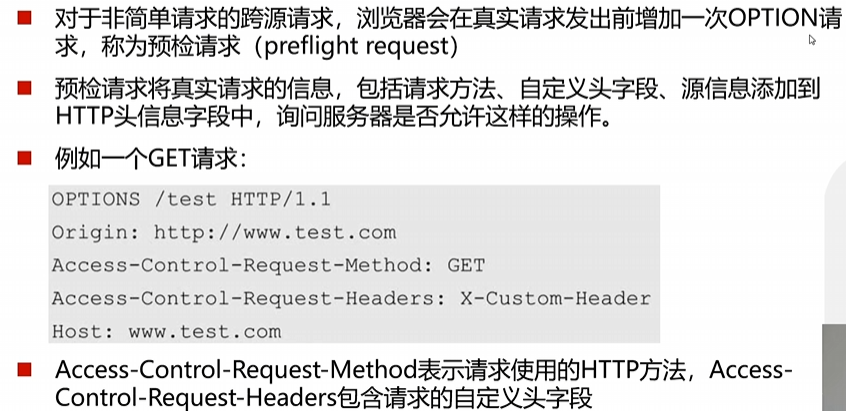 对于非简单请求的跨源请求，浏览器会在真实请求发出前增加一次OPTION请
求，称为预检请求（preflight request）
预检请求将真实请求的信息，包括请求方法、自定义头字段、源信息添加到
HTTP头信息字段中，询问服务器是否允许这样的操作。
例如一个GET请求：
OPTIONS /test HTTP/1.1
Origin: http://www.test.com
Access-Control-Request-Method: GET
Access-Control-Request-Headers: X-Custom-Header
Host: www.test.com
Access-Control-Request-Method表示请求使用的HTTP方法，Access-
Control-Request-Headers包含请求的自定义头字段